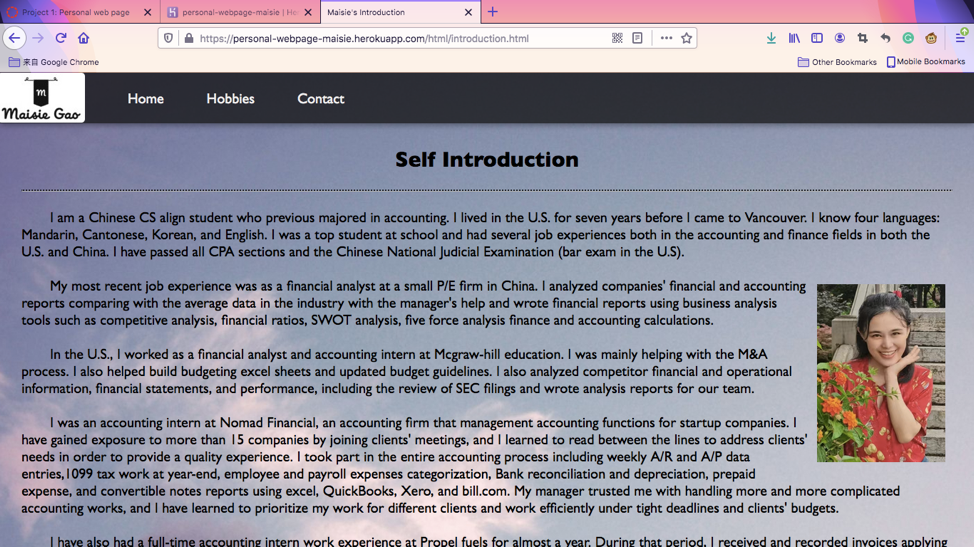 Project 1: Personal web page
personal-webpage-maisie | He
Maisie's Introduction
https://personal-webpage-maisie.herokuapp.com/html/introduction.html
来自 Google Chrome
Other Bookmarks
Mobile Bookmarks
m
Maisie Gao
Home
Hobbies
Contact
Self Introduction
I am a Chinese CS align student who previous majored in accounting. I lived in the U.S. for seven years before I came to Vancouver. I know four languages:
Mandarin, Cantonese, Korean, and English. I was a top student at school and had several job experiences both in the accounting and finance fields in both the
U.S. and China. I have passed all CPA sections and the Chinese National Judicial Examination (bar exam in the U.S).
My most recent job experience was as a financial analyst at a small P/E firm in China. I analyzed companies' financial and accounting
reports comparing with the average data in the industry with the manager's help and wrote financial reports using business analysis
tools such as competitive analysis, financial ratios, SWOT analysis, five force analysis finance and accounting calculations.
In the U.S., I worked as a financial analyst and accounting intern at Mcgraw-hill education. I was mainly helping with the M&A
process. I also helped build budgeting excel sheets and updated budget guidelines. I also analyzed competitor financial and operational
information, financial statements, and performance, including the review of SEC filings and wrote analysis reports for our team.
I was an accounting intern at Nomad Financial, an accounting firm that management accounting functions for startup companies. I
have gained exposure to more than 15 companies by joining clients' meetings, and I learned to read between the lines to address clients'
needs in order to provide a quality experience. I took part in the entire accounting process including weekly A/R and A/P data
entries,1099 tax work at year-end, employee and payroll expenses categorization, Bank reconciliation and depreciation, prepaid
expense, and convertible notes reports using excel, QuickBooks, Xero, and bill.com. My manager trusted me with handling more and more complicated
accounting works, and I have learned to prioritize my work for different clients and work efficiently under tight deadlines and clients' budgets.
I have also had a full-time accounting intern work experience at Propel fuels for almost a year. During that period, I received and recorded invoices applying